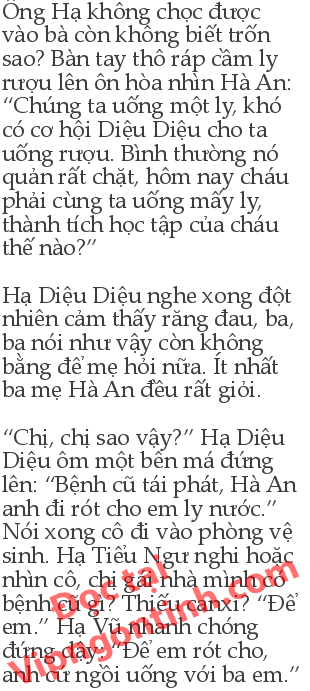 Ông Hạ không chọc được
vào bà còn không biết trốn
sao? Bàn tay thô ráp cầm ly
rượu lên ôn hòa nhìn Hà An:
“Chúng ta uống một ly, khó
có cơ hội Diệu Diệu cho ta
uống rượu. Bình thường nó
quản rất chặt, hôm nay cháu
phải cùng ta uống mấy ly,
thành tích học tập của cháu
thế nào?”

Hạ Diệu Diệu nghe xong đột
nhiên cảm thấy răng đau, ba,
ba nói như vậy còn không
bằng để mẹ hỏi nữa. Ít nhất
ba mẹ Hà An đều rất giỏi.

“Chị, chị sao vậy?” Hạ Diệu
Diệu ôm một bên má đứng
lên: “Bệnh cũ tái phát, Hà An
anh đi rót cho em ly nước.”
Nói xong cô đi vào phòng vệ
sinh. Hạ Tiểu Ngư nghi hoặc
nhìn cô, chị gái nhà mình có
bệnh cũ gì? Thiếu canxi? “Để
em.” Hạ Vũ nhanh chóng
đứng dậy: “Để em rót cho,
anh cứ ngồi uống với ba em.”
Doc tai
Vipngontinh.com